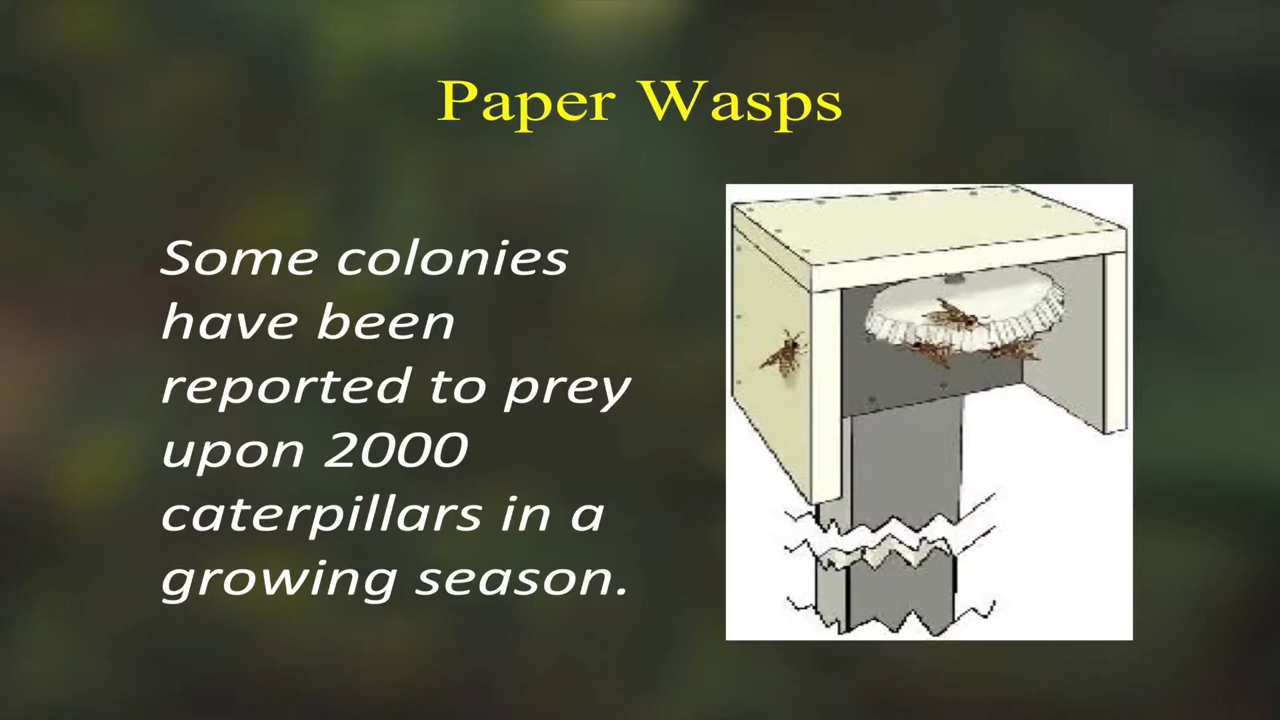 Paper Wasps
Some colonies
have been
reported to prey
upon 2000
caterpillars in a
growing season.